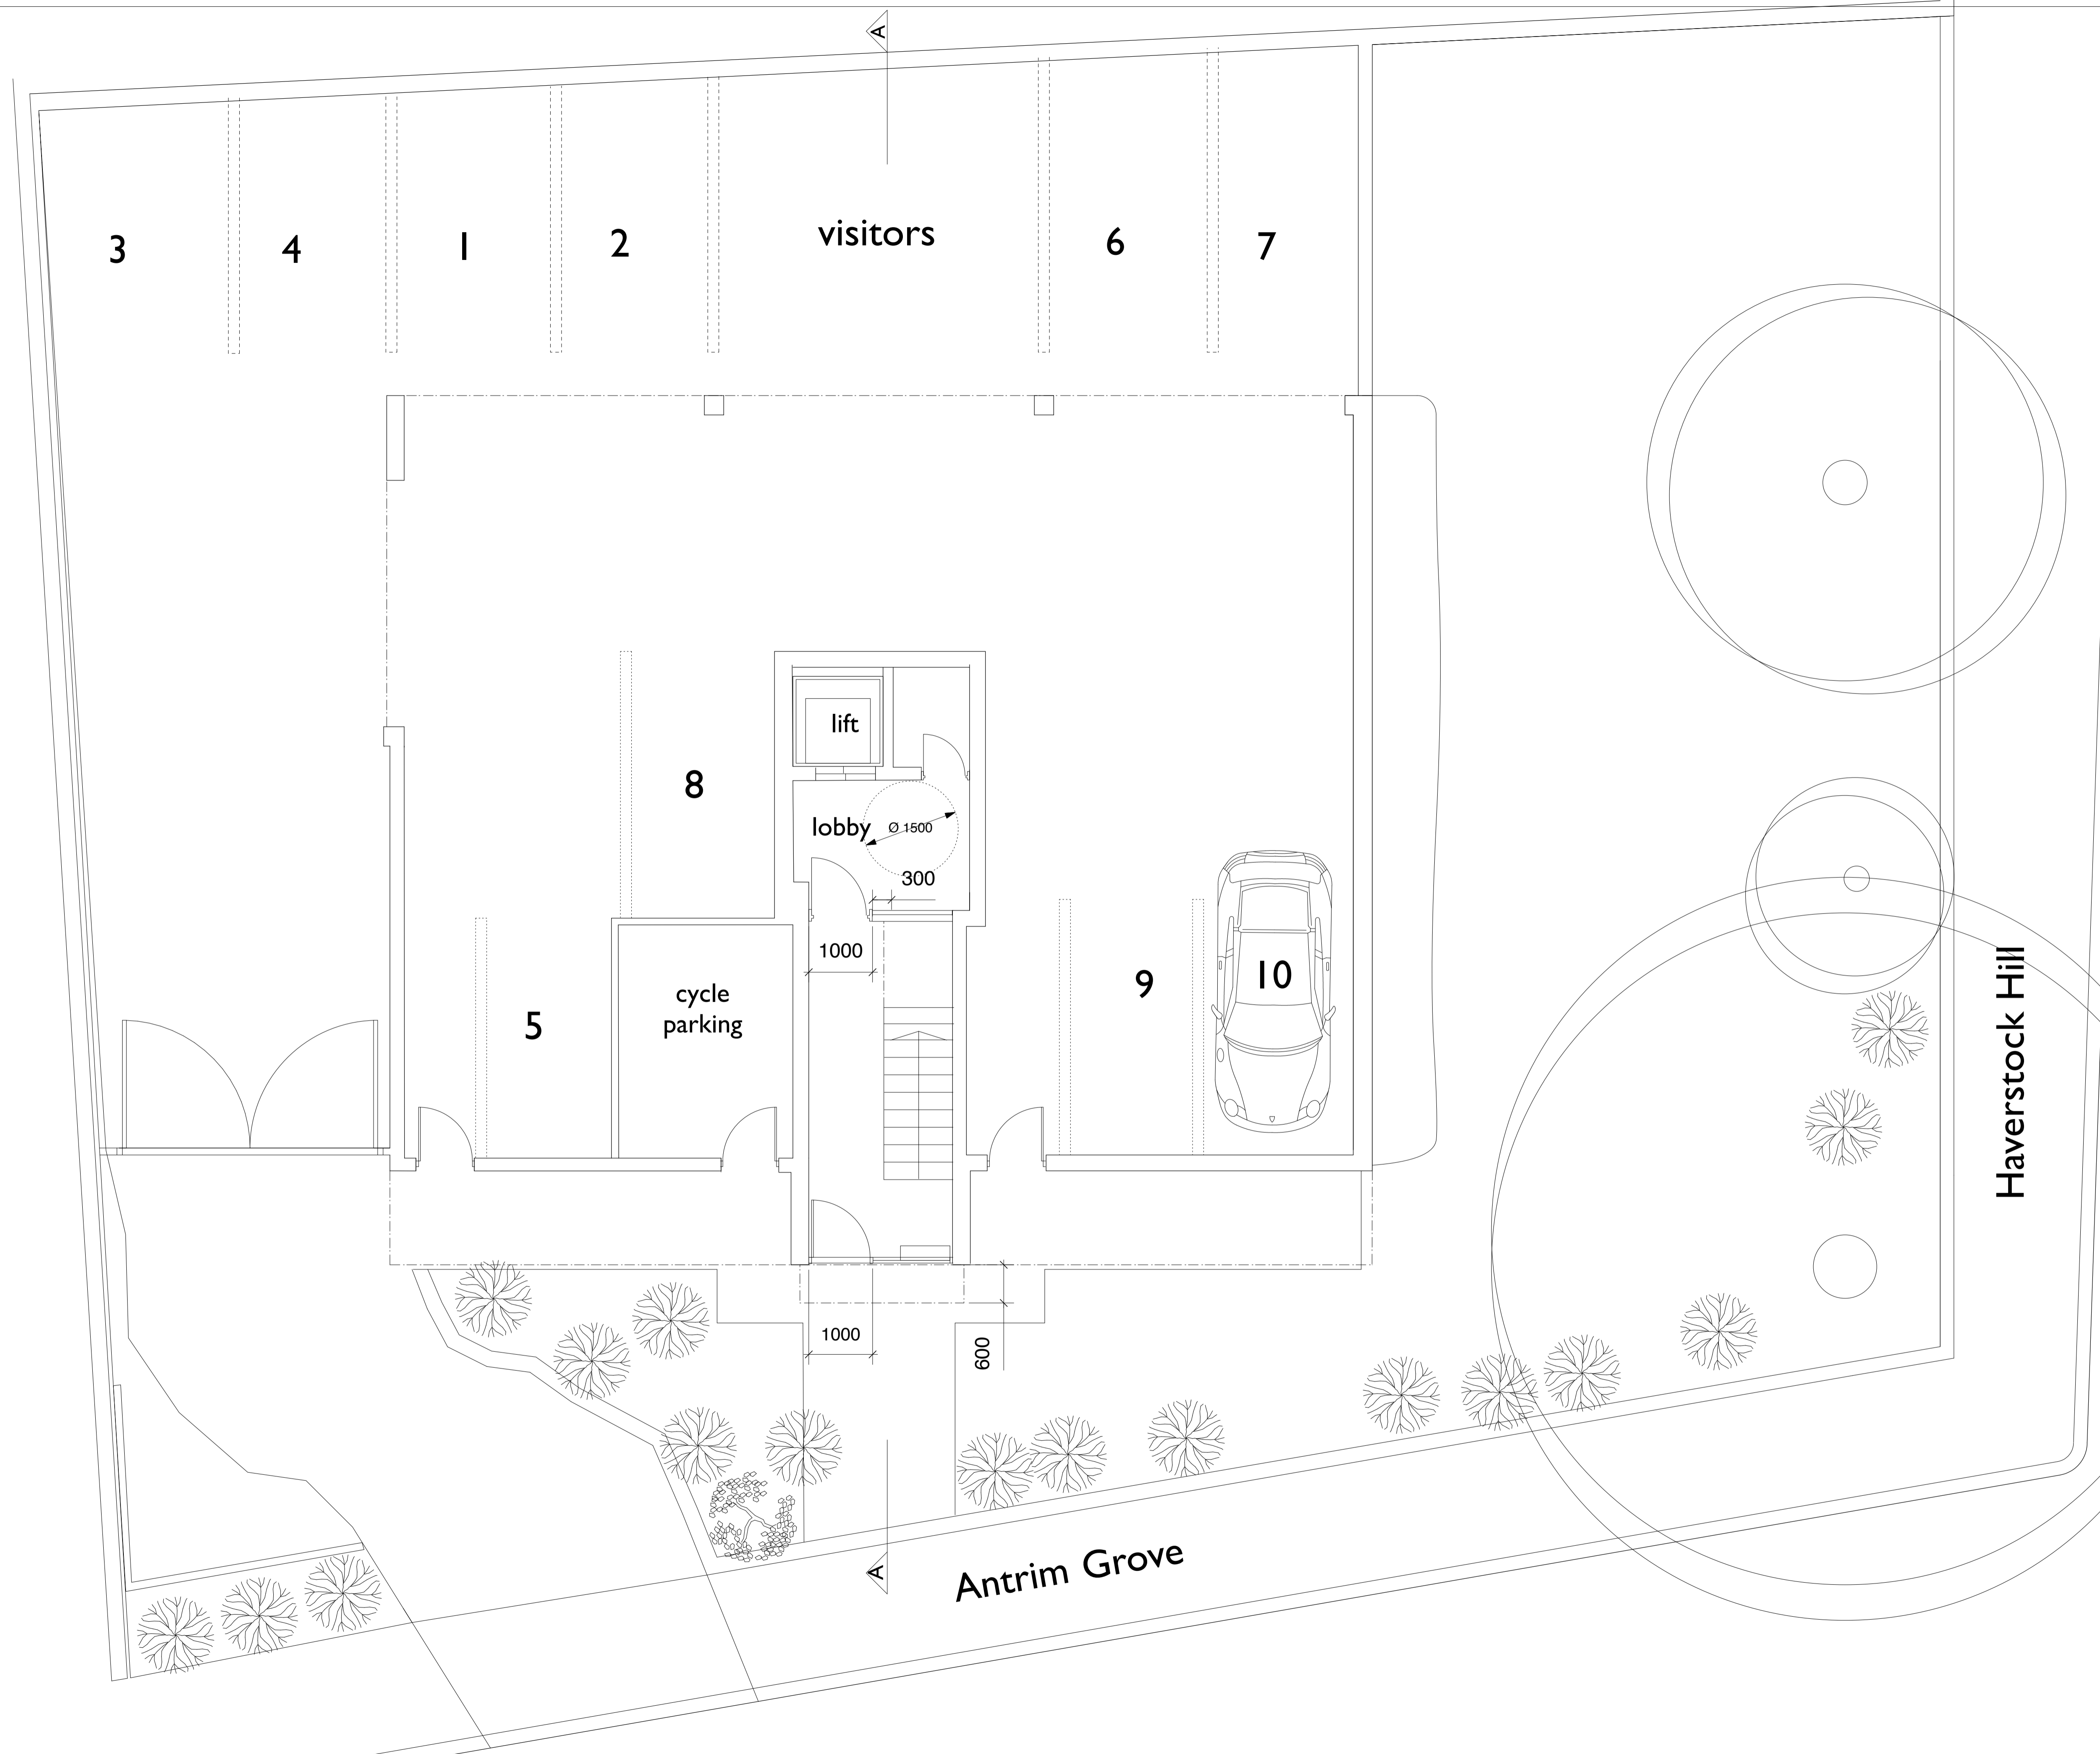 A
3
4
1
2
visitors
6
7
lift
8
lobby
Ø 1500
300
1000
9
10
cycle
parking
5
Haverstock Hill
1000
600
Antrim Grove
A